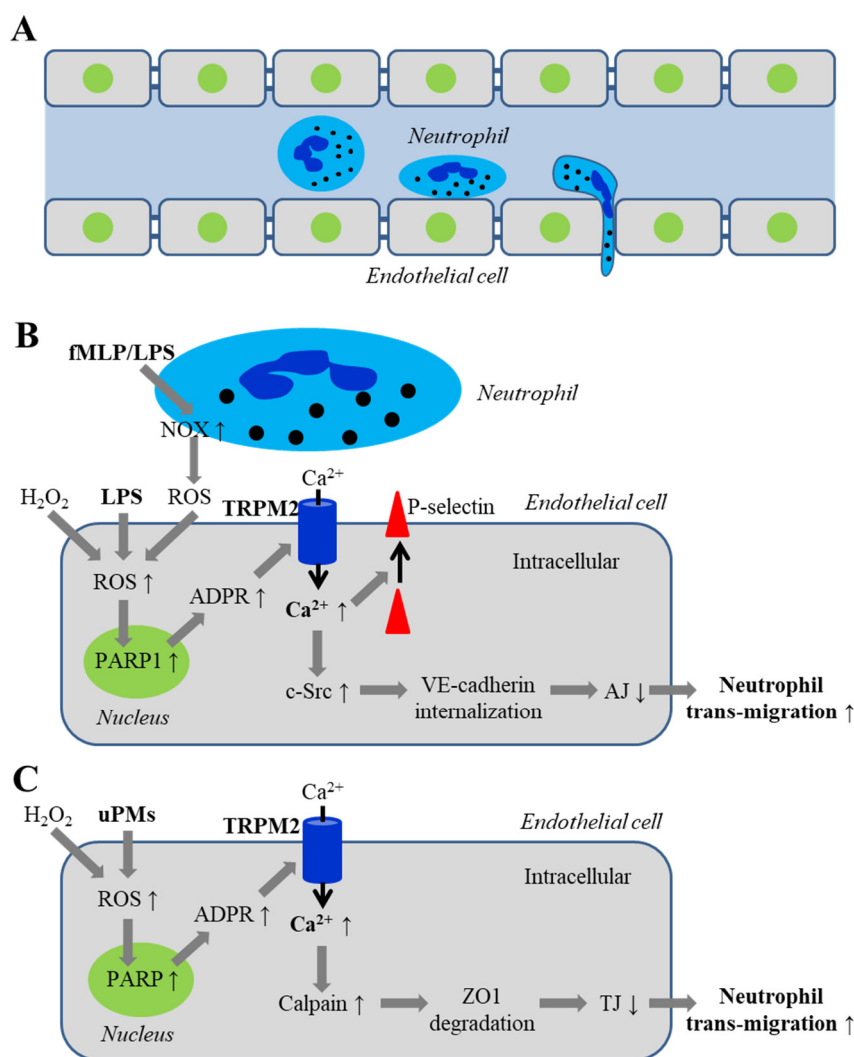 A
Neutrophil
Endothelial cell
B
fMLP/LPS
Neutrophil
NOX ↑
Ca²⁺
H₂O₂
LPS
ROS
TRPM2
P-selectin
Endothelial cell
Intracellular
ROS ↑
ADPR ↑
Ca²⁺ ↑
PARP1 ↑
c-Src ↑
VE-cadherin
internalization
AJ ↓
Neutrophil
trans-migration ↑
Nucleus
C
Ca²⁺
H₂O₂
uPMs
TRPM2
Endothelial cell
Intracellular
ROS ↑
ADPR ↑
Ca²⁺ ↑
PARP ↑
Calpain ↑
ZO1
degradation
TJ ↓
Neutrophil
trans-migration ↑
Nucleus